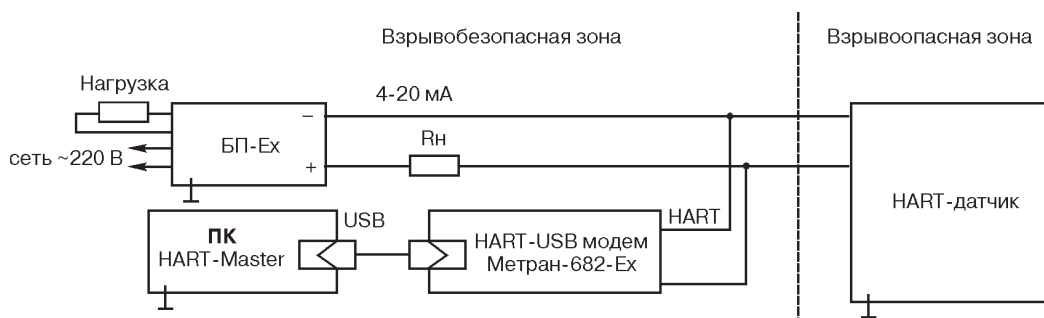 Взрывобезопасная зона
Взрывоопасная зона
Нагрузка
4-20 мА
−
БП-Ex
Rн
сеть ~220 В
+
HART-датчик
USB
HART
ПК
HART-Master
HART-USB модем
Метран-682-Ex